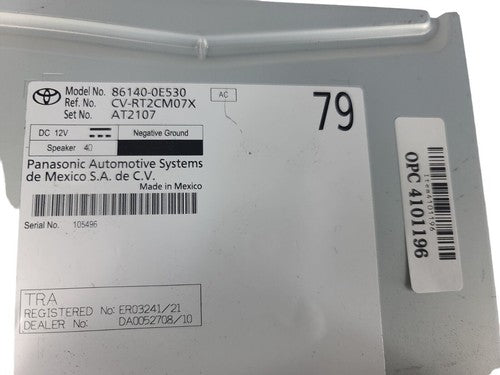 Model No. 86140-0E530
Ref. No. CV-RT2CM07X
Set No. AT2107
AC
79
DC 12V
Negative Ground
Speaker 4Ω
Panasonic Automotive Systems
de Mexico S.A. de C.V.
Made in Mexico
Serial No. 105496
TRA
REGISTERED No: ER03241/21
DEALER No: DA0052708/10
Item#4101196
OPC 4101196